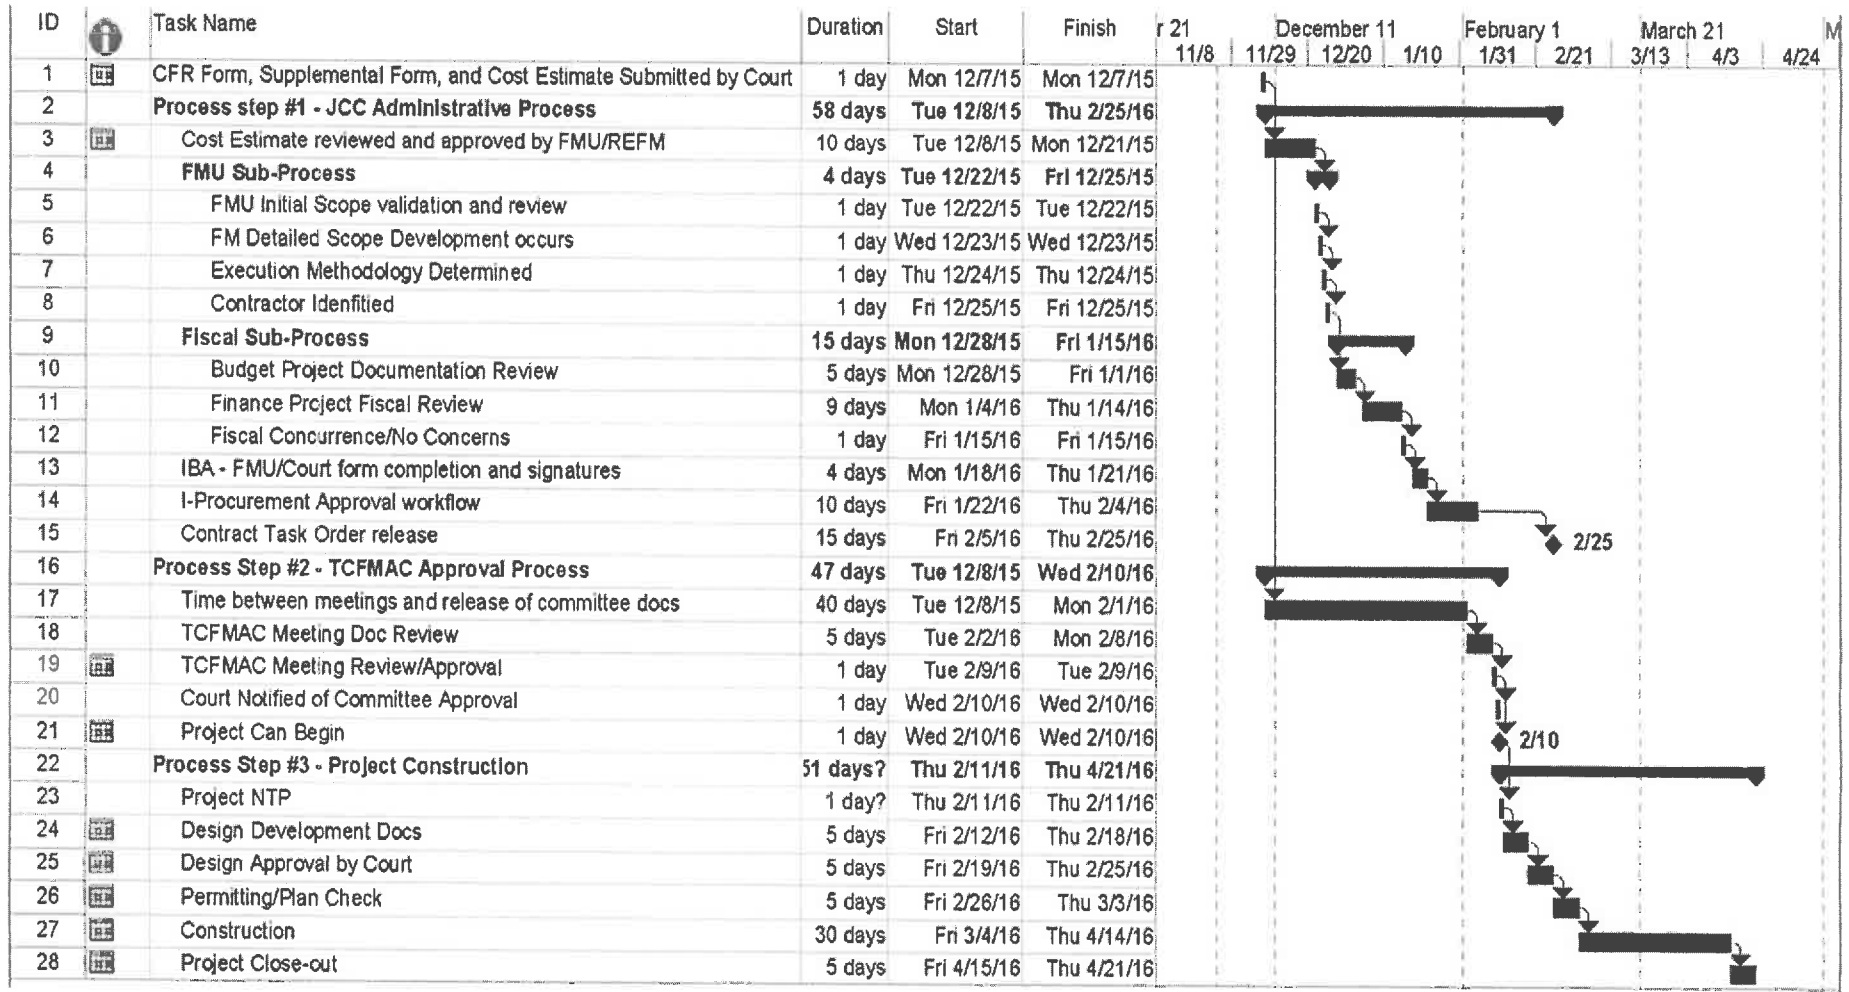 ID Task Name Duration Start Finish r 21 December 11 February 1 March 21 M
11/8 11/29 12/20 1/10 1/31 2/21 3/13 4/3 4/24
1 CFR Form, Supplemental Form, and Cost Estimate Submitted by Court 1 day Mon 12/7/15 Mon 12/7/15
2 Process step #1 - JCC Administrative Process 58 days Tue 12/8/15 Thu 2/25/16
3 Cost Estimate reviewed and approved by FMU/REFM 10 days Tue 12/8/15 Mon 12/21/15
4 FMU Sub-Process 4 days Tue 12/22/15 Fri 12/25/15
5 FMU Initial Scope validation and review 1 day Tue 12/22/15 Tue 12/22/15
6 FM Detailed Scope Development occurs 1 day Wed 12/23/15 Wed 12/23/15
7 Execution Methodology Determined 1 day Thu 12/24/15 Thu 12/24/15
8 Contractor Idenfitied 1 day Fri 12/25/15 Fri 12/25/15
9 Fiscal Sub-Process 15 days Mon 12/28/15 Fri 1/15/16
10 Budget Project Documentation Review 5 days Mon 12/28/15 Fri 1/1/16
11 Finance Project Fiscal Review 9 days Mon 1/4/16 Thu 1/14/16
12 Fiscal Concurrence/No Concerns 1 day Fri 1/15/16 Fri 1/15/16
13 IBA - FMU/Court form completion and signatures 4 days Mon 1/18/16 Thu 1/21/16
14 I-Procurement Approval workflow 10 days Fri 1/22/16 Thu 2/4/16
15 Contract Task Order release 15 days Fri 2/5/16 Thu 2/25/16 2/25
16 Process Step #2 - TCFMAC Approval Process 47 days Tue 12/8/15 Wed 2/10/16
17 Time between meetings and release of committee docs 40 days Tue 12/8/15 Mon 2/1/16
18 TCFMAC Meeting Doc Review 5 days Tue 2/2/16 Mon 2/8/16
19 TCFMAC Meeting Review/Approval 1 day Tue 2/9/16 Tue 2/9/16
20 Court Notified of Committee Approval 1 day Wed 2/10/16 Wed 2/10/16
21 Project Can Begin 1 day Wed 2/10/16 Wed 2/10/16 2/10
22 Process Step #3 - Project Construction 51 days? Thu 2/11/16 Thu 4/21/16
23 Project NTP 1 day? Thu 2/11/16 Thu 2/11/16
24 Design Development Docs 5 days Fri 2/12/16 Thu 2/18/16
25 Design Approval by Court 5 days Fri 2/19/16 Thu 2/25/16
26 Permitting/Plan Check 5 days Fri 2/26/16 Thu 3/3/16
27 Construction 30 days Fri 3/4/16 Thu 4/14/16
28 Project Close-out 5 days Fri 4/15/16 Thu 4/21/16